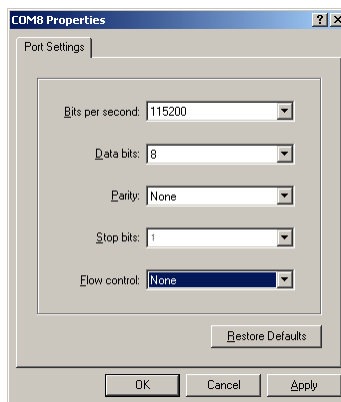 COM8 Properties
Port Settings
Bits per second: 115200
Data bits: 8
Parity: None
Stop bits: 1
Flow control: None
Restore Defaults
OK Cancel Apply